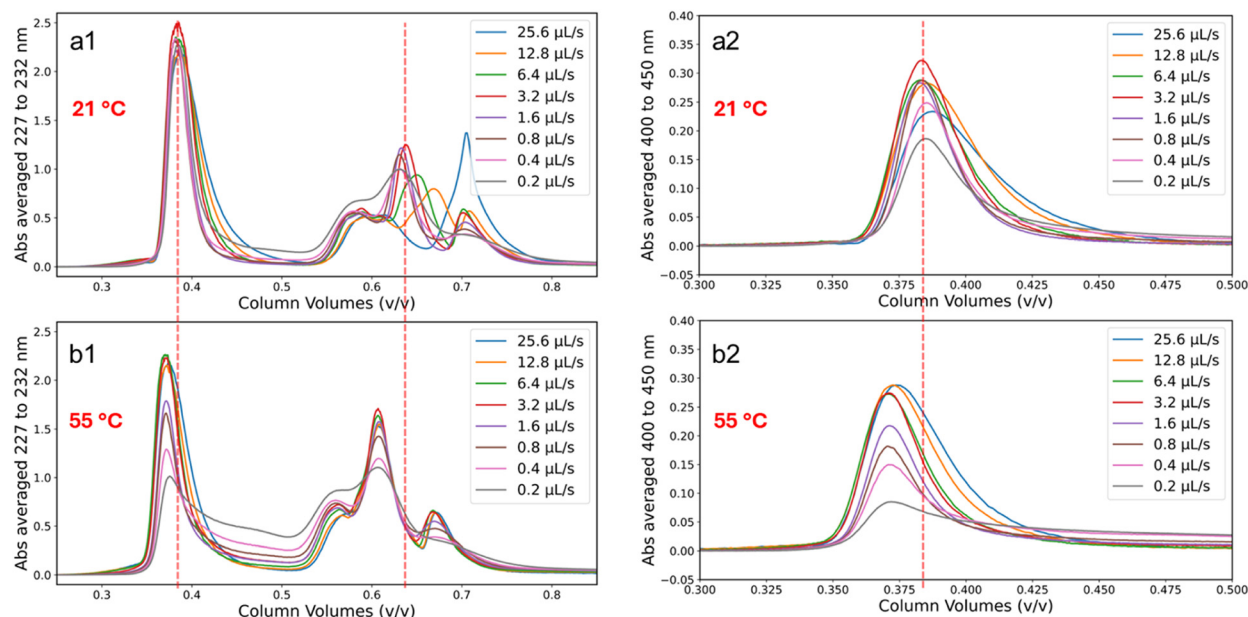 a1
21 °C
Abs averaged 227 to 232 nm
2.5
2.0
1.5
1.0
0.5
0.0
0.3
0.4
0.5
0.6
0.7
0.8
Column Volumes (v/v)
25.6 µL/s
12.8 µL/s
6.4 µL/s
3.2 µL/s
1.6 µL/s
0.8 µL/s
0.4 µL/s
0.2 µL/s
a2
21 °C
Abs averaged 400 to 450 nm
0.40
0.35
0.30
0.25
0.20
0.15
0.10
0.05
0.00
−0.05
0.300
0.325
0.350
0.375
0.400
0.425
0.450
0.475
0.500
Column Volumes (v/v)
25.6 µL/s
12.8 µL/s
6.4 µL/s
3.2 µL/s
1.6 µL/s
0.8 µL/s
0.4 µL/s
0.2 µL/s
b1
55 °C
Abs averaged 227 to 232 nm
2.5
2.0
1.5
1.0
0.5
0.0
0.3
0.4
0.5
0.6
0.7
0.8
Column Volumes (v/v)
25.6 µL/s
12.8 µL/s
6.4 µL/s
3.2 µL/s
1.6 µL/s
0.8 µL/s
0.4 µL/s
0.2 µL/s
b2
55 °C
Abs averaged 400 to 450 nm
0.40
0.35
0.30
0.25
0.20
0.15
0.10
0.05
0.00
−0.05
0.300
0.325
0.350
0.375
0.400
0.425
0.450
0.475
0.500
Column Volumes (v/v)
25.6 µL/s
12.8 µL/s
6.4 µL/s
3.2 µL/s
1.6 µL/s
0.8 µL/s
0.4 µL/s
0.2 µL/s